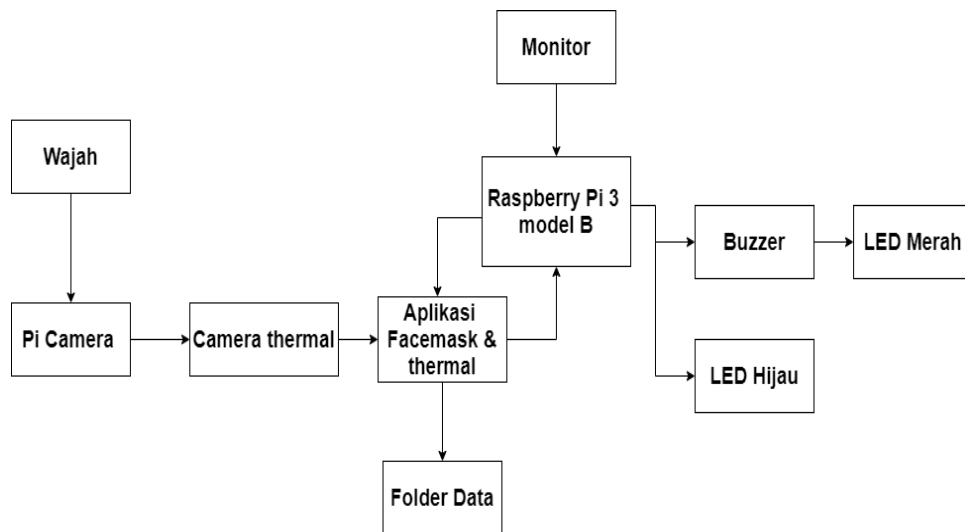 Monitor
Wajah
Raspberry Pi 3
model B
Buzzer
LED Merah
Pi Camera
Camera thermal
Aplikasi
Facemask &
thermal
LED Hijau
Folder Data